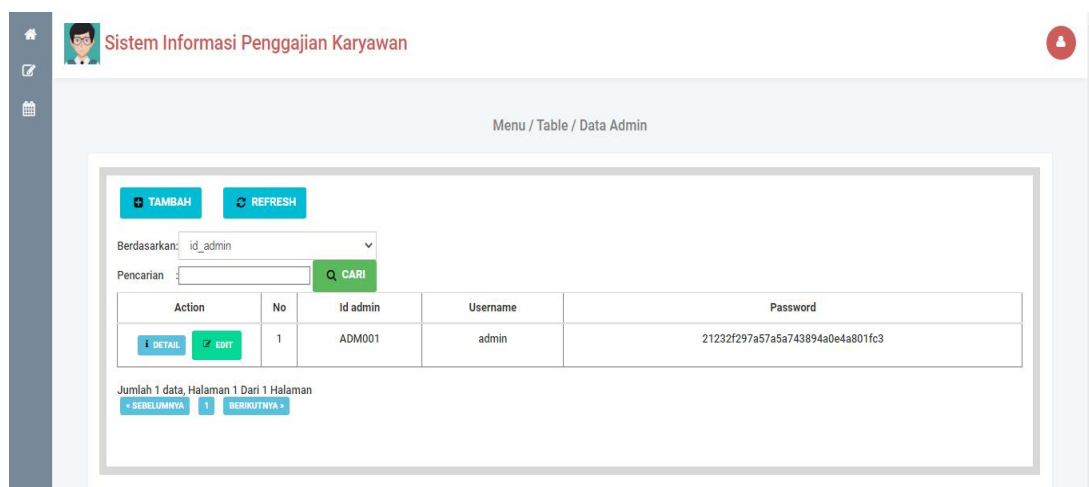 Sistem Informasi Penggajian Karyawan
Menu / Table / Data Admin
TAMBAH REFRESH
Berdasarkan: id_admin
Pencarian : CARI
Action No Id admin Username Password
DETAIL EDIT 1 ADM001 admin 21232f297a57a5a743894a0e4a801fc3
Jumlah 1 data, Halaman 1 Dari 1 Halaman
« SEBELUMNYA 1 BERIKUTNYA »